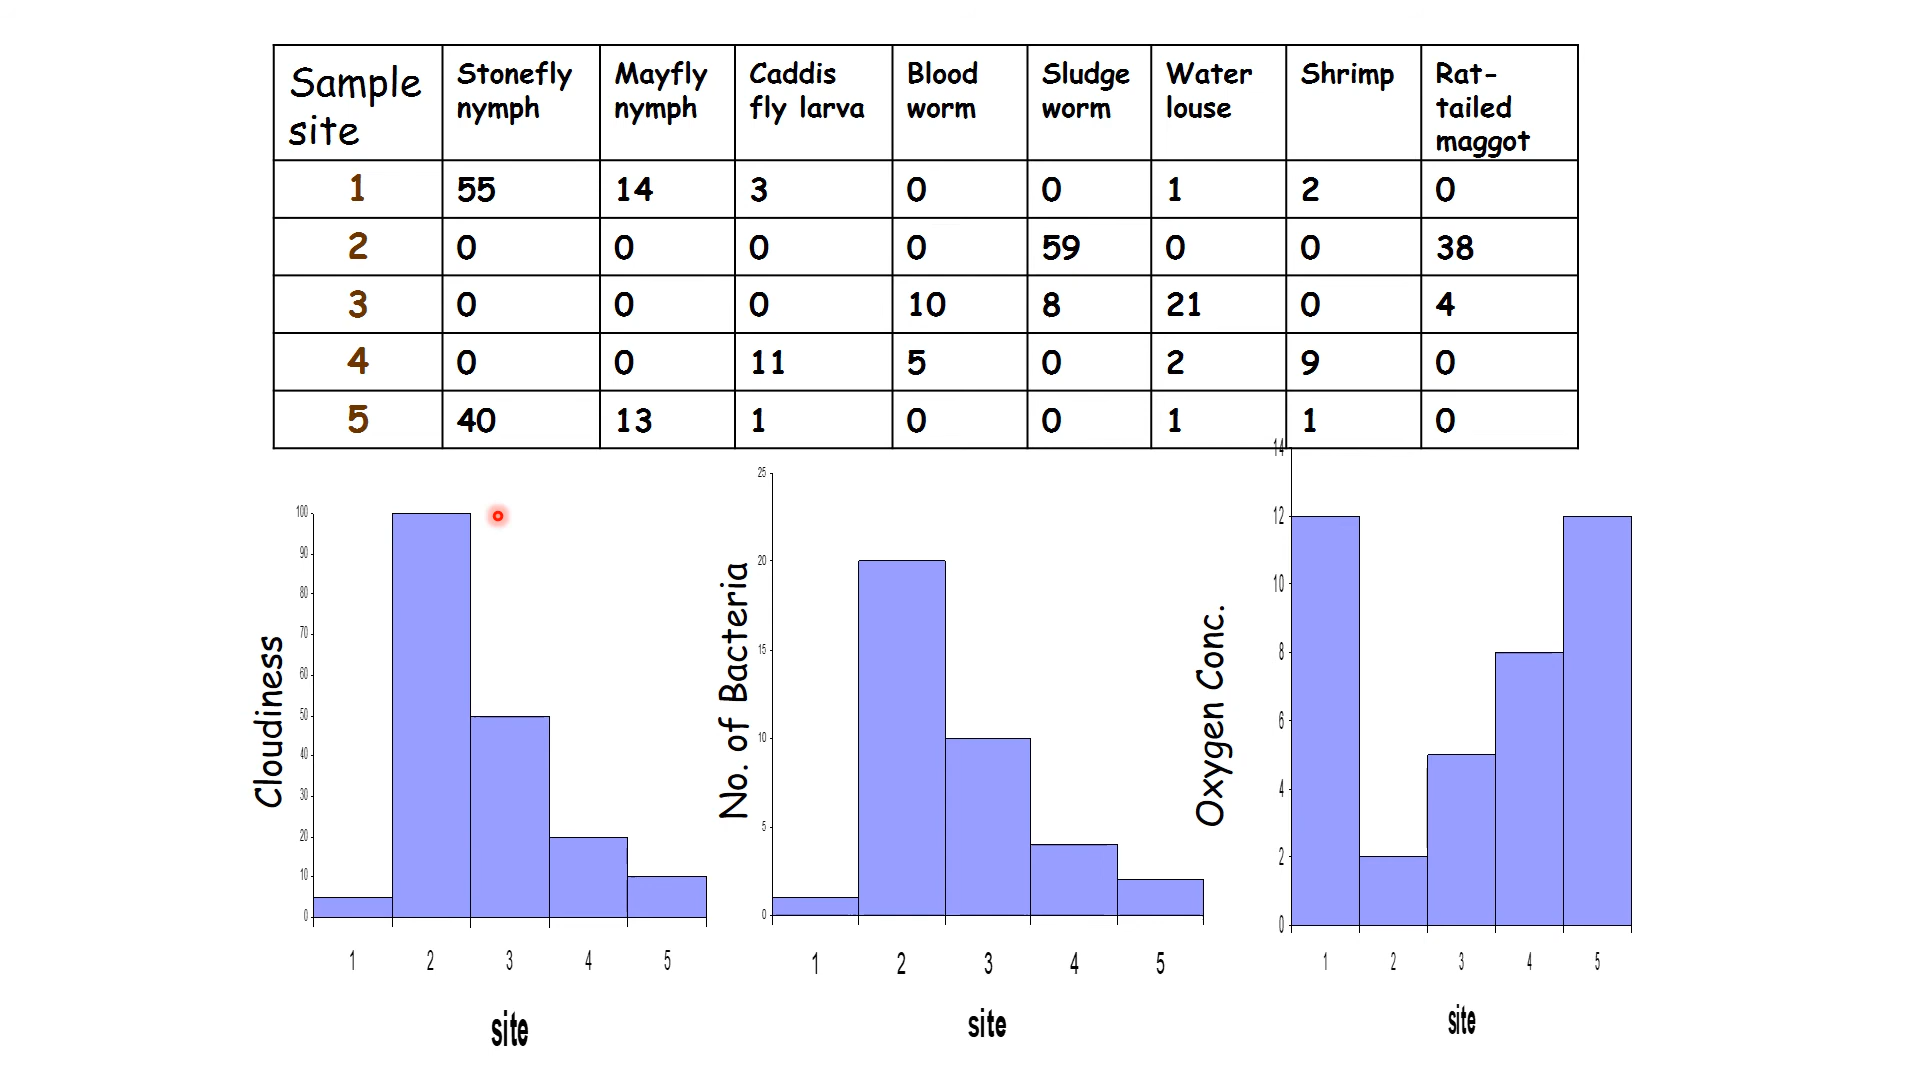 Sample site
Stonefly nymph
Mayfly nymph
Caddis fly larva
Blood worm
Sludge worm
Water louse
Shrimp
Rat-tailed maggot
1 55 14 3 0 0 1 2 0
2 0 0 0 0 59 0 0 38
3 0 0 0 10 8 21 0 4
4 0 0 11 5 0 2 9 0
5 40 13 1 0 0 1 1 0
Cloudiness
100
90
80
70
60
50
40
30
20
10
0
1 2 3 4 5
site
No. of Bacteria
25
20
15
10
5
0
1 2 3 4 5
site
Oxygen Conc.
14
12
10
8
6
4
2
0
1 2 3 4 5
site